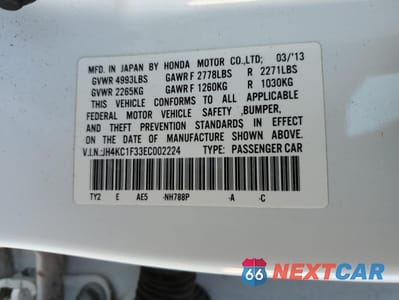 MFD. IN JAPAN BY HONDA MOTOR CO.,LTD; 03/'13
GVWR 4993LBS GAWR F 2778LBS R 2271LBS
GVWR 2265KG GAWR F 1260KG R 1030KG
THIS VEHICLE CONFORMS TO ALL APPLICABLE
FEDERAL MOTOR VEHICLE SAFETY ,BUMPER,
AND THEFT PREVENTION STANDARDS IN
EFFECT ON THE DATE OF MANUFACTURE SHOWN
ABOVE.
V.I.N.:JH4KC1F33EC002224 TYPE: PASSENGER CAR
TY2 E AE5 -NH788P -A -C
66 NEXTCAR